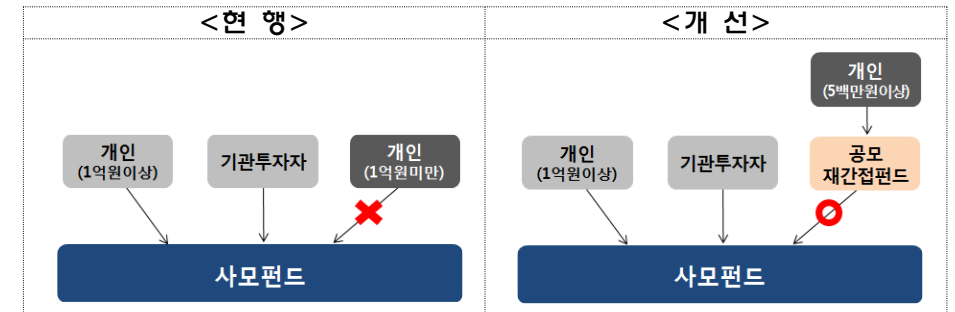 <현 행>
개인
(1억원이상)
기관투자자
개인
(1억원미만)
사모펀드
<개 선>
개인
(5백만원이상)
개인
(1억원이상)
기관투자자
공모
재간접펀드
사모펀드